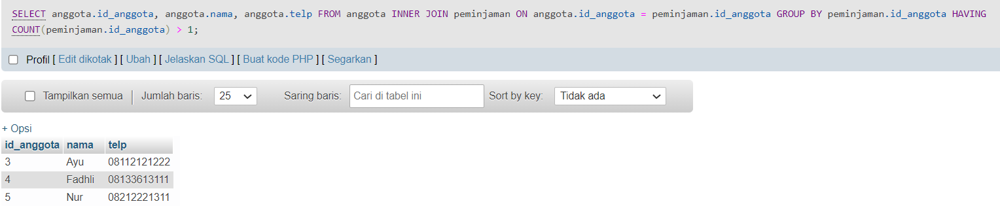 SELECT anggota.id_anggota, anggota.nama, anggota.telp FROM anggota INNER JOIN peminjaman ON anggota.id_anggota = peminjaman.id_anggota GROUP BY peminjaman.id_anggota HAVING
COUNT(peminjaman.id_anggota) > 1;
Profil [ Edit dikotak ] [ Ubah ] [ Jelaskan SQL ] [ Buat kode PHP ] [ Segarkan ]
Tampilkan semua | Jumlah baris: 25 Saring baris: Cari di tabel ini Sort by key: Tidak ada
+ Opsi
id_anggota nama telp
3 Ayu 08112121222
4 Fadhli 08133613111
5 Nur 08212221311